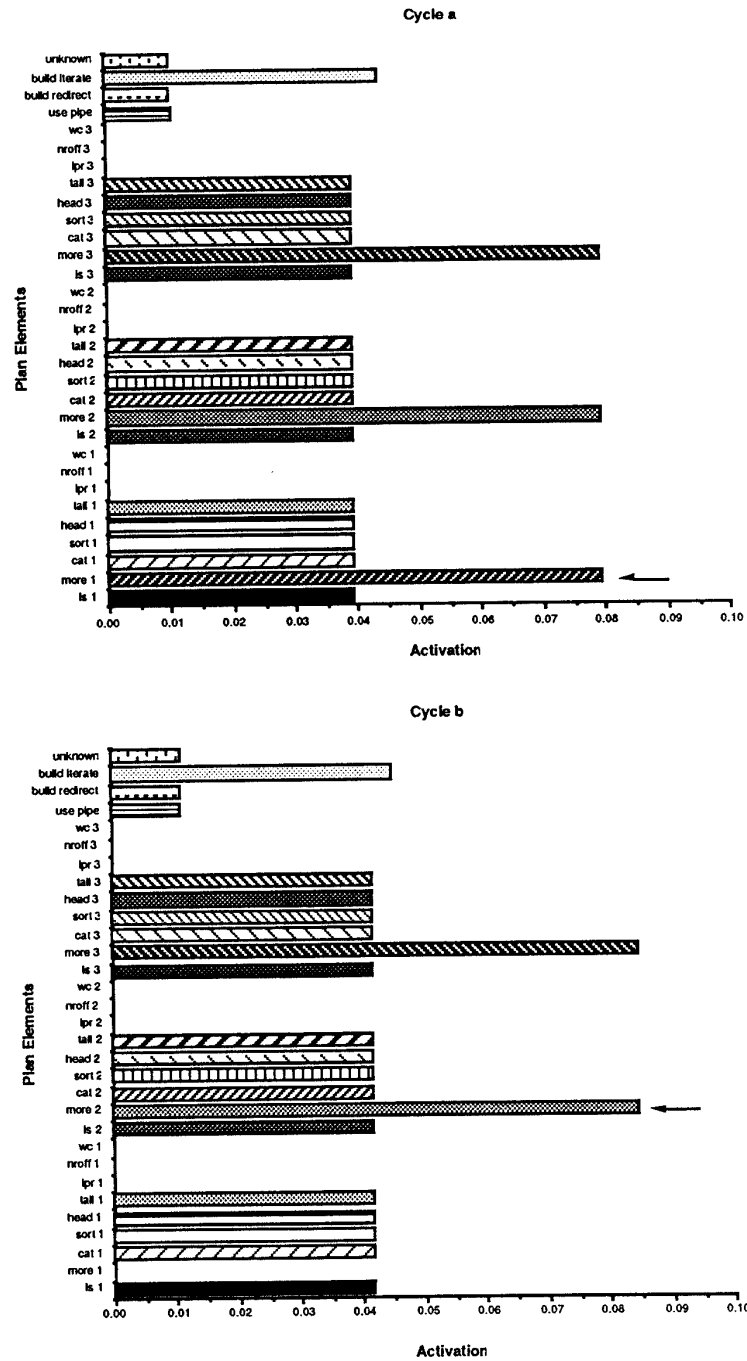 Cycle a
unknown
build iterate
build redirect
use pipe
wc 3
nroff 3
lpr 3
tail 3
head 3
sort 3
cat 3
more 3
ls 3
wc 2
nroff 2
lpr 2
tail 2
head 2
sort 2
cat 2
more 2
ls 2
wc 1
nroff 1
lpr 1
tail 1
head 1
sort 1
cat 1
more 1
ls 1
Plan Elements
0.00 0.01 0.02 0.03 0.04 0.05 0.06 0.07 0.08 0.09 0.10
Activation
Cycle b
unknown
build iterate
build redirect
use pipe
wc 3
nroff 3
lpr 3
tail 3
head 3
sort 3
cat 3
more 3
ls 3
wc 2
nroff 2
lpr 2
tail 2
head 2
sort 2
cat 2
more 2
ls 2
wc 1
nroff 1
lpr 1
tail 1
head 1
sort 1
cat 1
more 1
ls 1
Plan Elements
0.00 0.01 0.02 0.03 0.04 0.05 0.06 0.07 0.08 0.09 0.10
Activation